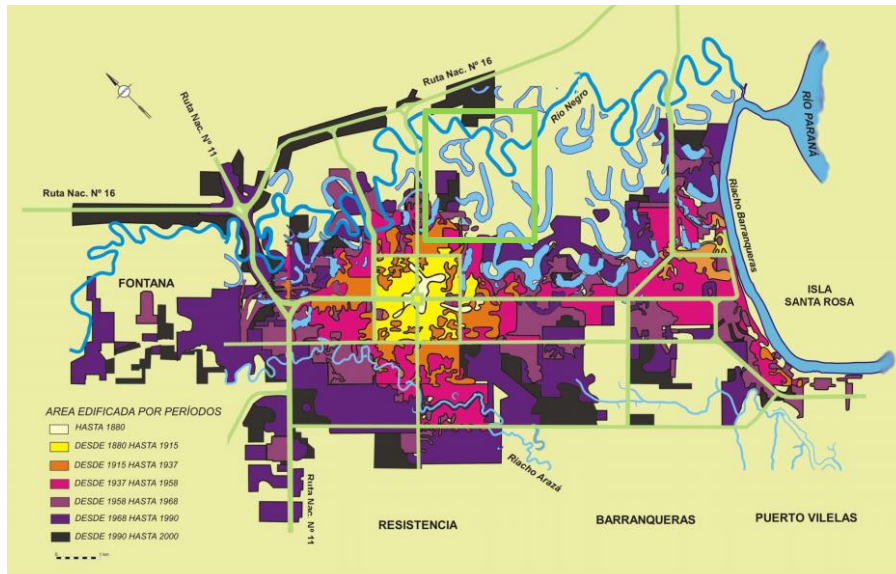 Ruta Nac. Nº 16
Río Negro
RÍO PARANÁ
Ruta Nac. Nº 11
Ruta Nac. Nº 16
Riacho Barranqueras
FONTANA
ISLA
SANTA ROSA
AREA EDIFICADA POR PERÍODOS
HASTA 1880
DESDE 1880 HASTA 1915
DESDE 1915 HASTA 1937
DESDE 1937 HASTA 1958
DESDE 1958 HASTA 1968
DESDE 1968 HASTA 1990
DESDE 1990 HASTA 2000
Riacho Arazá
Ruta Nac. Nº 11
RESISTENCIA
BARRANQUERAS
PUERTO VILELAS